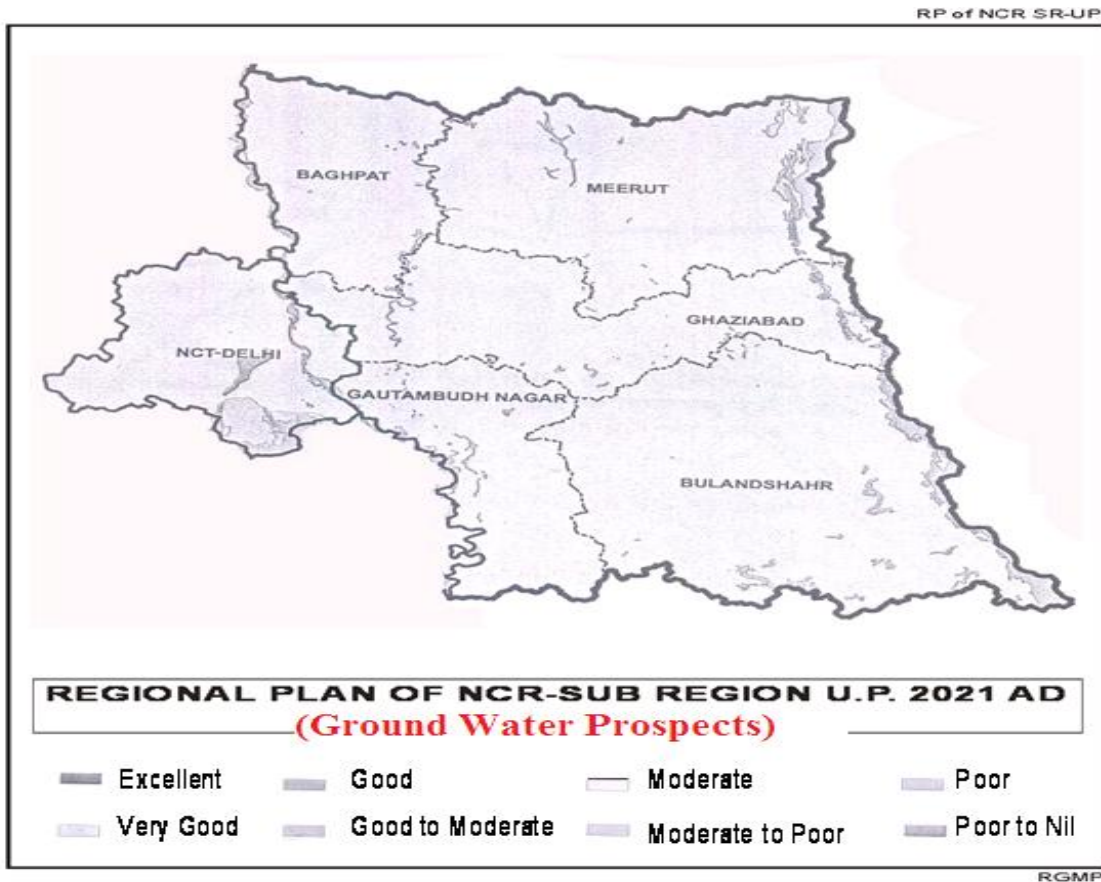 RP of NCR SR-UP
BAGHPAT
MEERUT
GHAZIABAD
NCT-DELHI
GAUTAMBUDH NAGAR
BULANDSHAHR
REGIONAL PLAN OF NCR-SUB REGION U.P. 2021 AD
(Ground Water Prospects)
Excellent Good Moderate Poor
Very Good Good to Moderate Moderate to Poor Poor to Nil
RGMP